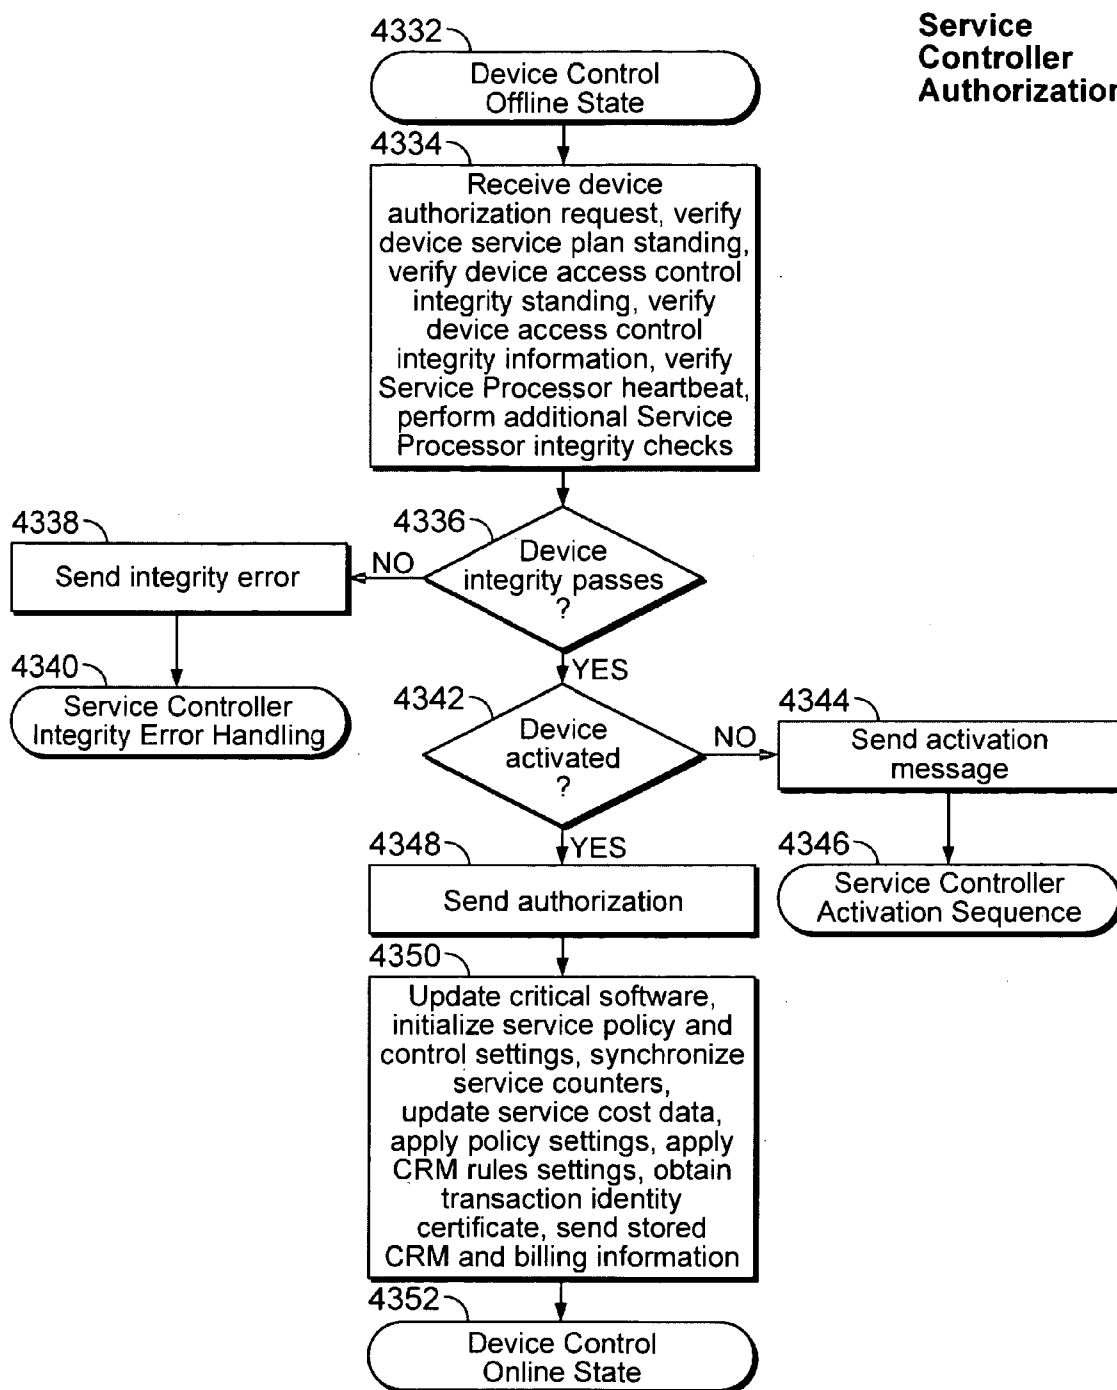 Service
Controller
Authorization
4332
Device Control
Offline State
4334
Receive device
authorization request, verify
device service plan standing,
verify device access control
integrity standing, verify
device access control
integrity information, verify
Service Processor heartbeat,
perform additional Service
Processor integrity checks
4336
Device
integrity passes
?
NO
4338
Send integrity error
4340
Service Controller
Integrity Error Handling
YES
4342
Device
activated
?
NO
4344
Send activation
message
4346
Service Controller
Activation Sequence
YES
4348
Send authorization
4350
Update critical software,
initialize service policy and
control settings, synchronize
service counters,
update service cost data,
apply policy settings, apply
CRM rules settings, obtain
transaction identity
certificate, send stored
CRM and billing information
4352
Device Control
Online State